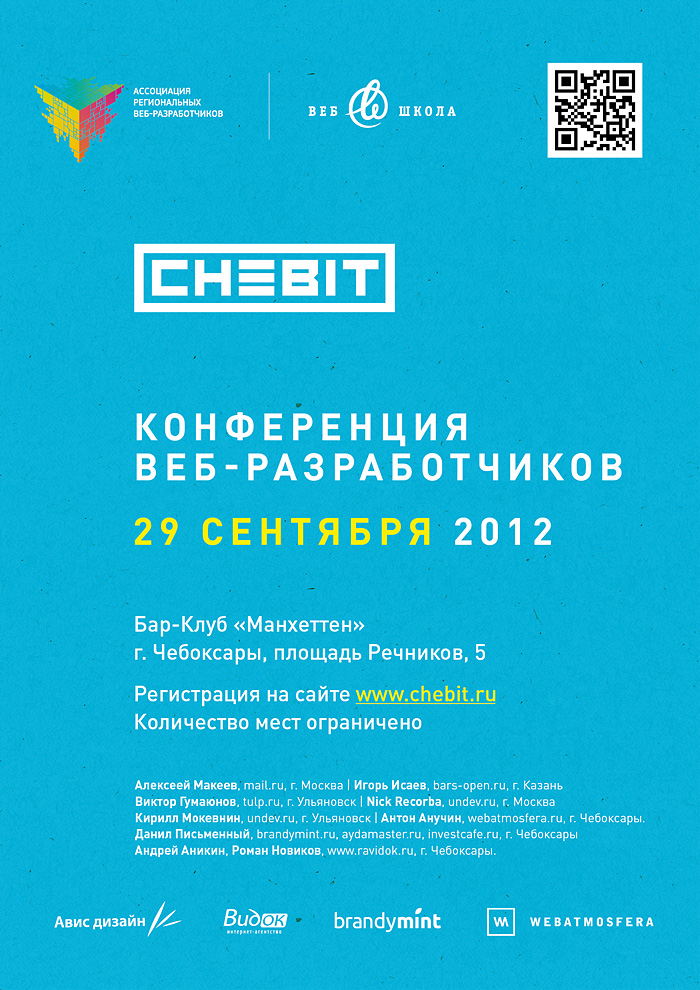 АССОЦИАЦИЯ
РЕГИОНАЛЬНЫХ
ВЕБ-РАЗРАБОТЧИКОВ
ВЕБ ШКОЛА
CHEBIT
КОНФЕРЕНЦИЯ
ВЕБ-РАЗРАБОТЧИКОВ
29 СЕНТЯБРЯ 2012
Бар-Клуб «Манхеттен»
г. Чебоксары, площадь Речников, 5
Регистрация на сайте www.chebit.ru
Количество мест ограничено
Алексеей Макеев, mail.ru, г. Москва | Игорь Исаев, bars-open.ru, г. Казань
Виктор Гумаюнов, tulp.ru, г. Ульяновск | Nick Recorba, undev.ru, г. Москва
Кирилл Мокевнин, undev.ru, г. Ульяновск | Антон Анучин, webatmosfera.ru, г. Чебоксары.
Данил Письменный, brandymint.ru, aydamaster.ru, investcafe.ru, г. Чебоксары
Андрей Аникин, Роман Новиков, www.ravidok.ru, г. Чебоксары.
Авис дизайн
ВидОК
интернет-агентство
brandymint
WEBATMOSFERA